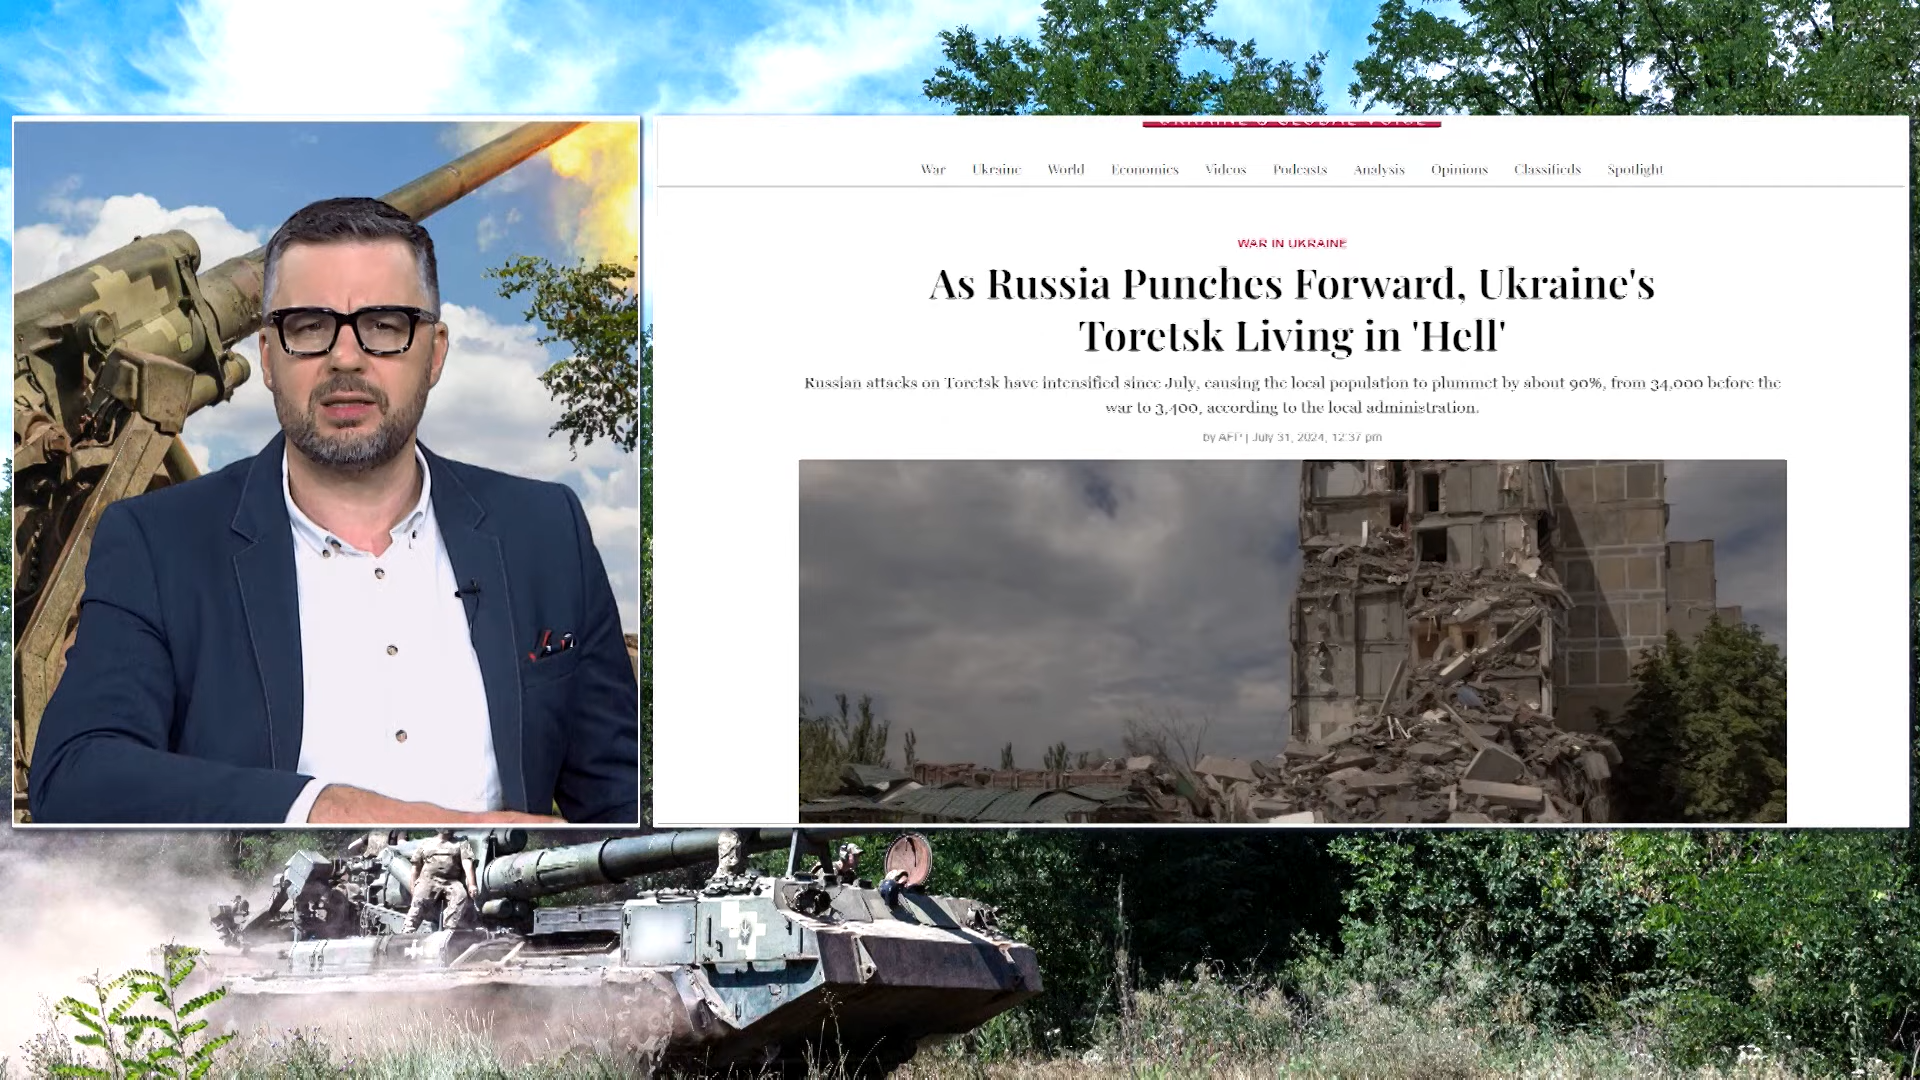 UKRAINE'S GLOBAL VOICE
War Ukraine World Economics Videos Podcasts Analysis Opinions Classifieds Spotlight
WAR IN UKRAINE
As Russia Punches Forward, Ukraine's
Toretsk Living in 'Hell'
Russian attacks on Toretsk have intensified since July, causing the local population to plummet by about 90%, from 34,000 before the
war to 3,400, according to the local administration.
by AFP | July 31, 2024, 12:37 pm